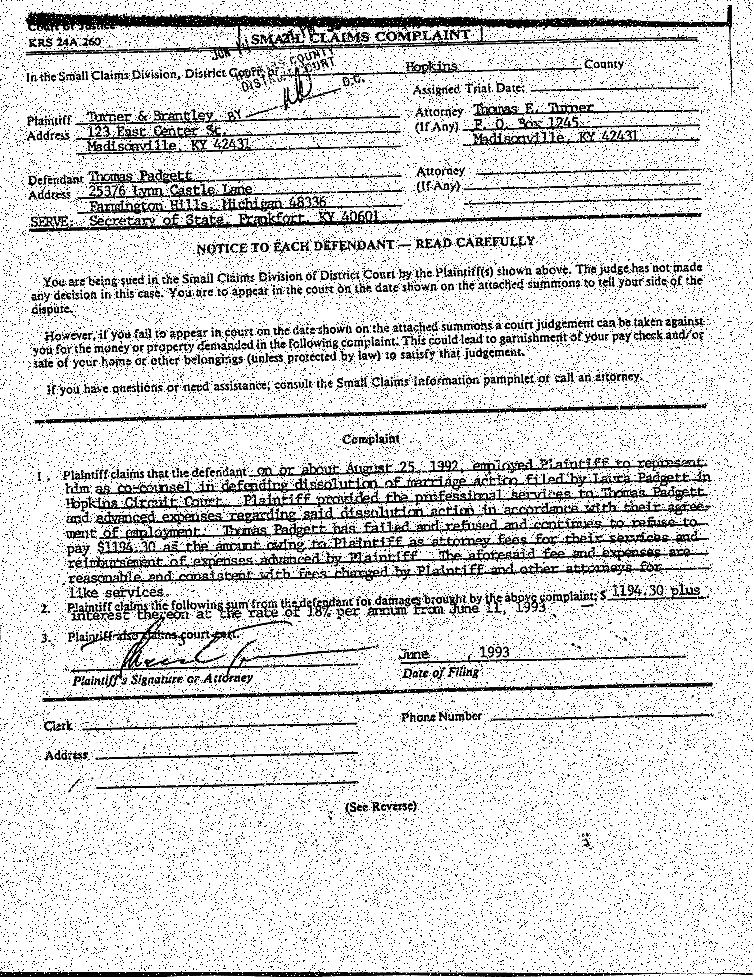 Court of Justice
KRS 24A.260
SMALL CLAIMS COMPLAINT
In the Small Claims Division, District Court of Hopkins County
JUN
HOPKINS COUNTY
DISTRICT COURT
BY D.C.
Assigned Trial Date:
Plaintiff Turner & Brantley
Address 123 East Center St.
Madisonville, KY 42431
Attorney Thomas E. Turner
(If Any) P. O. Box 1245
Madisonville, KY 42431
Defendant Thomas Padgett
Address 25376 Lynn Castle Lane
Farmington Hills, Michigan 48336
SERVE: Secretary of State, Frankfort, KY 40601
Attorney
(If Any)
NOTICE TO EACH DEFENDANT — READ CAREFULLY
You are being sued in the Small Claims Division of District Court by the Plaintiff(s) shown above. The judge has not made
any decision in this case. You are to appear in the court on the date shown on the attached summons to tell your side of the
dispute.
However, if you fail to appear in court on the date shown on the attached summons a court judgement can be taken against
you for the money or property demanded in the following complaint. This could lead to garnishment of your pay check and/or
sale of your home or other belongings (unless protected by law) to satisfy that judgement.
If you have questions or need assistance, consult the Small Claims Information pamphlet or call an attorney.
Complaint
1. Plaintiff claims that the defendant on or about August 25, 1992, employed Plaintiff to represent
him as co-counsel in defending dissolution of marriage action filed by Laura Padgett in
Hopkins Circuit Court. Plaintiff provided the professional services to Thomas Padgett
and advanced expenses regarding said dissolution action in accordance with their agree-
ment of employment. Thomas Padgett has failed and refused and continues to refuse to
pay $1194.30 as the amount owing to Plaintiff as attorney fees for their services and
reimbursement of expenses advanced by Plaintiff. The aforesaid fee and expenses are
reasonable and consistent with fees charged by Plaintiff and other attorneys for
like services.
2. Plaintiff claims the following sum from the defendant for damages brought by the above complaint; $ 1194.30 plus
interest thereon at the rate of 18% per annum from June 11, 1993
3. Plaintiff also claims court cost.
June , 1993
Plaintiff's Signature or Attorney
Date of Filing
Clerk
Phone Number
Address
(See Reverse)